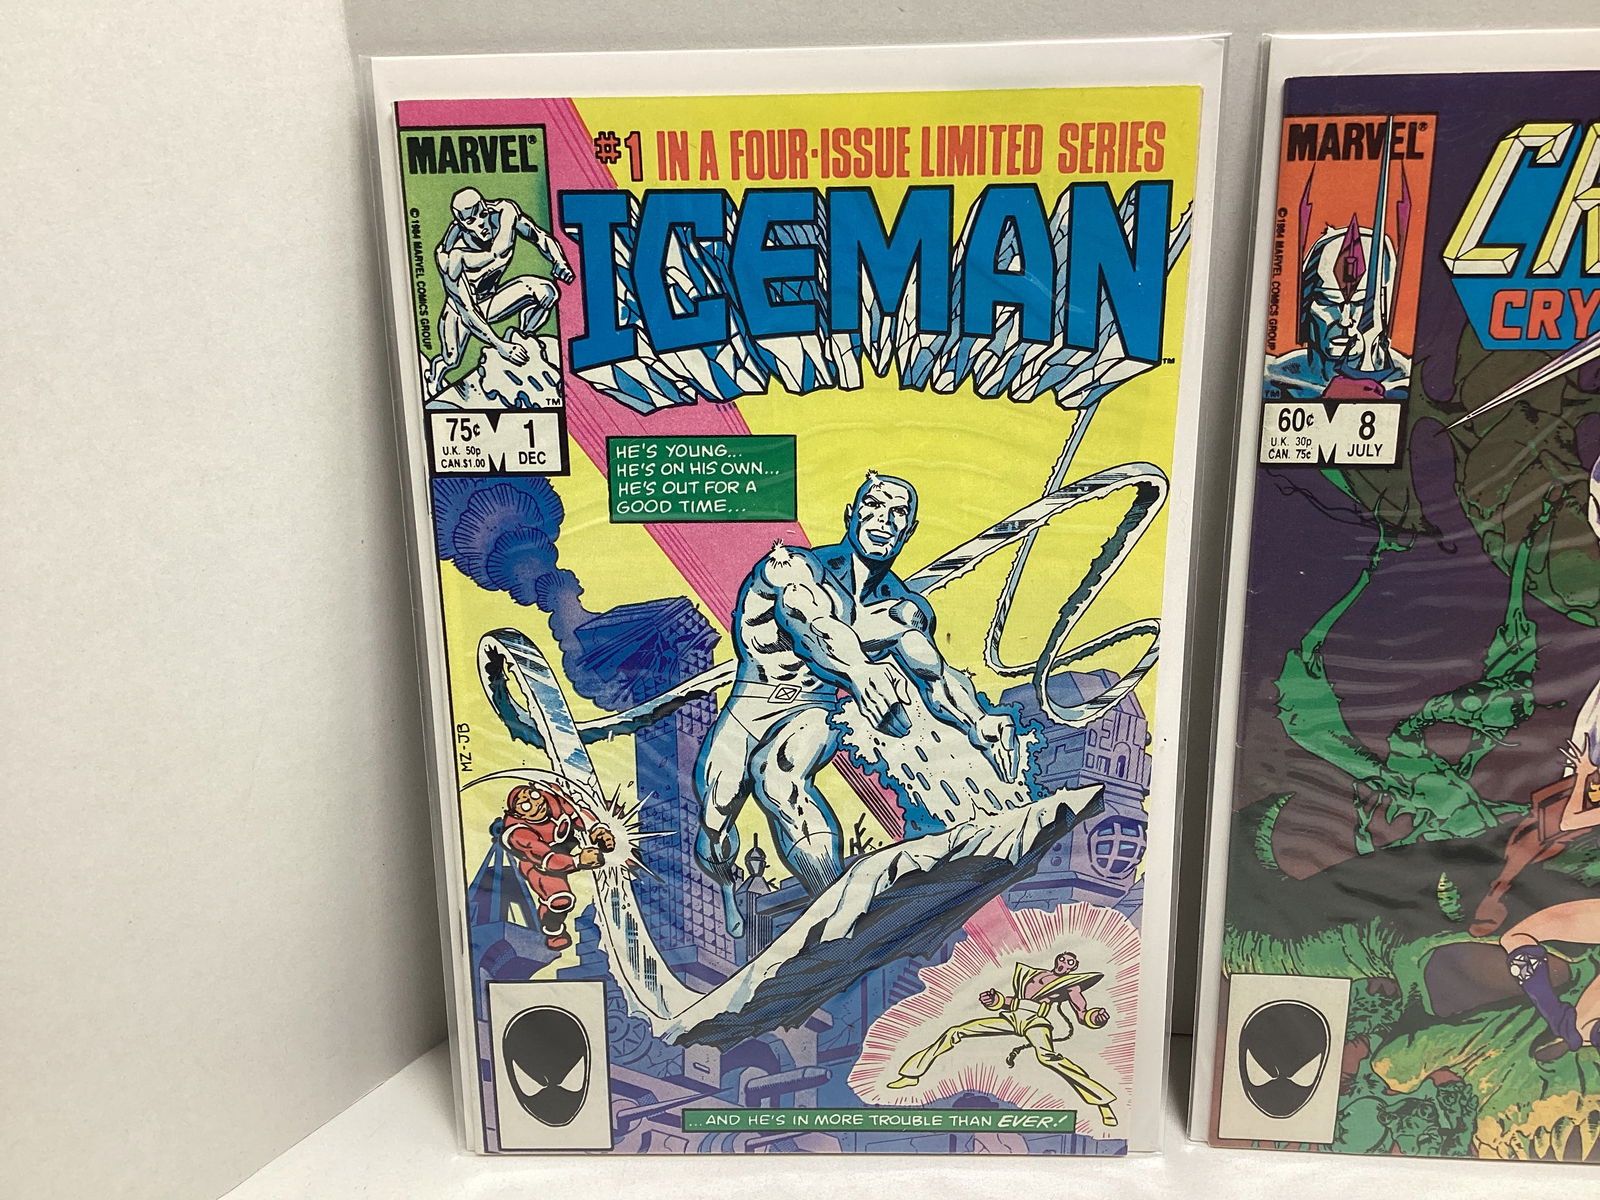 #1 IN A FOUR-ISSUE LIMITED SERIES
MARVEL®
ICEMAN™
© 1984 MARVEL COMICS GROUP
TM
75¢
U.K. 50p
CAN. $1.00
1
DEC
HE'S YOUNG...
HE'S ON HIS OWN...
HE'S OUT FOR A
GOOD TIME...
MZ-JB
...AND HE'S IN MORE TROUBLE THAN EVER!
MARVEL®
© 1984 MARVEL COMICS GROUP
TM
60¢
U.K. 30p
CAN. 75¢
8
JULY
CR
CRY